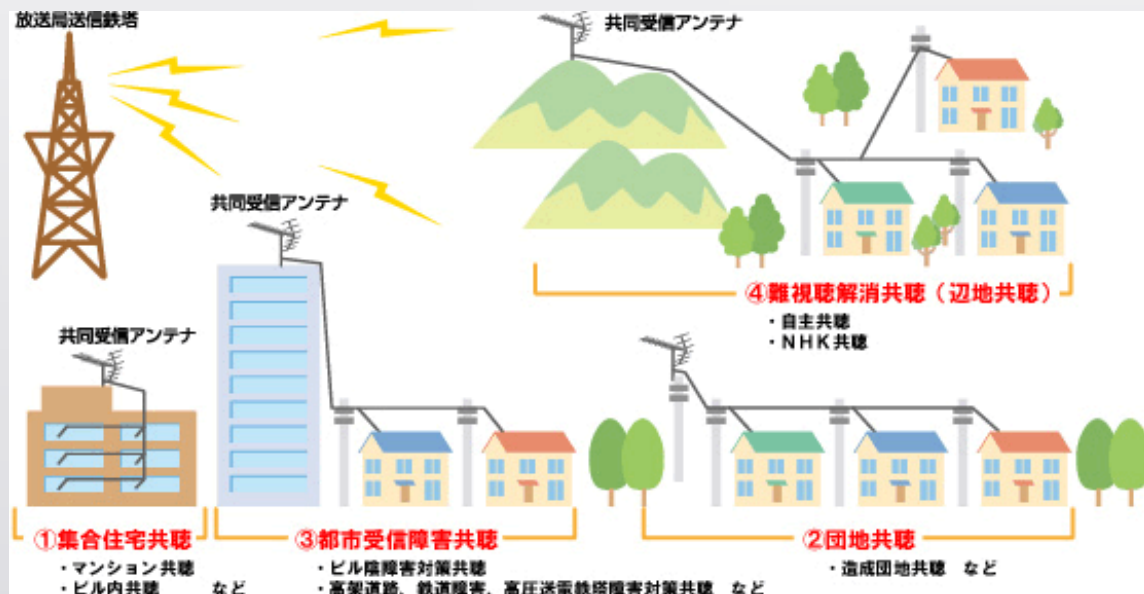 放送局送信鉄塔
共同受信アンテナ
共同受信アンテナ
④難視聴解消共聴（辺地共聴）
・自主共聴
・NHK共聴
共同受信アンテナ
①集合住宅共聴
・マンション共聴
・ビル内共聴　など
③都市受信障害共聴
・ビル陰障害対策共聴
・高架道路、鉄道障害、高圧送電鉄塔障害対策共聴　など
②団地共聴
・造成団地共聴　など